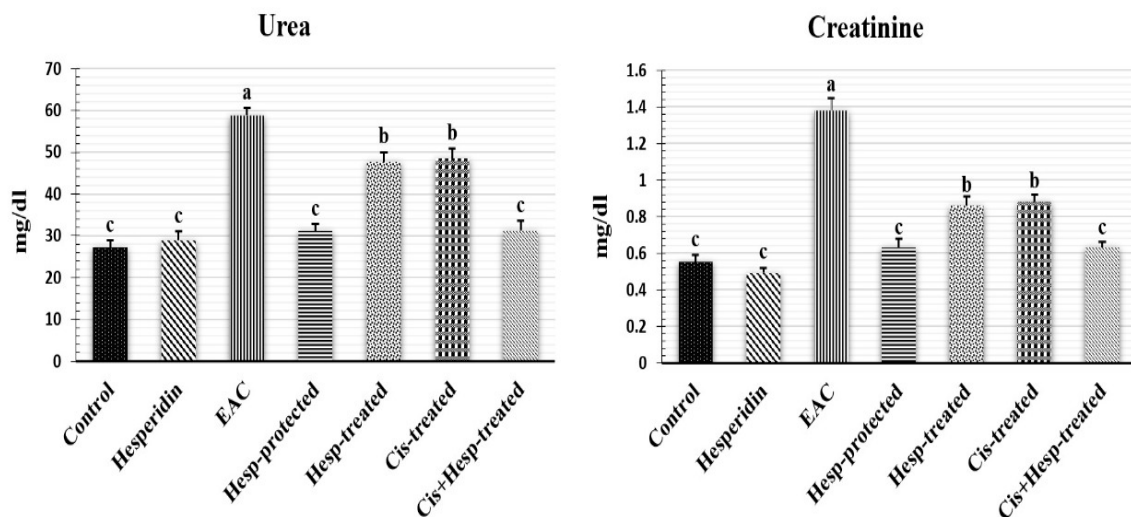 Urea
mg/dl
70
60
50
40
30
20
10
0
c
c
a
c
b
b
c
Control
Hesperidin
EAC
Hesp-protected
Hesp-treated
Cis-treated
Cis+Hesp-treated
Creatinine
mg/dl
1.6
1.4
1.2
1
0.8
0.6
0.4
0.2
0
c
c
a
c
b
b
c
Control
Hesperidin
EAC
Hesp-protected
Hesp-treated
Cis-treated
Cis+Hesp-treated